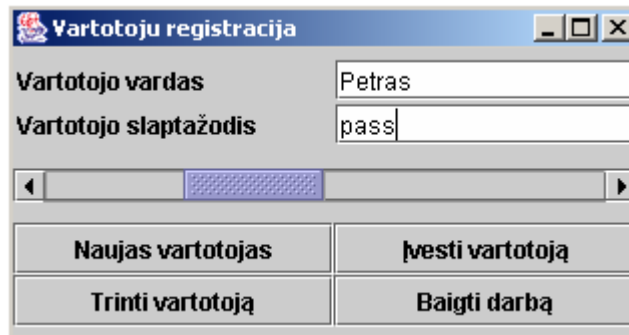 Vartotoju registracija
Vartotojo vardas Petras
Vartotojo slaptažodis pass
Naujas vartotojas Įvesti vartotoją
Trinti vartotoją Baigti darbą